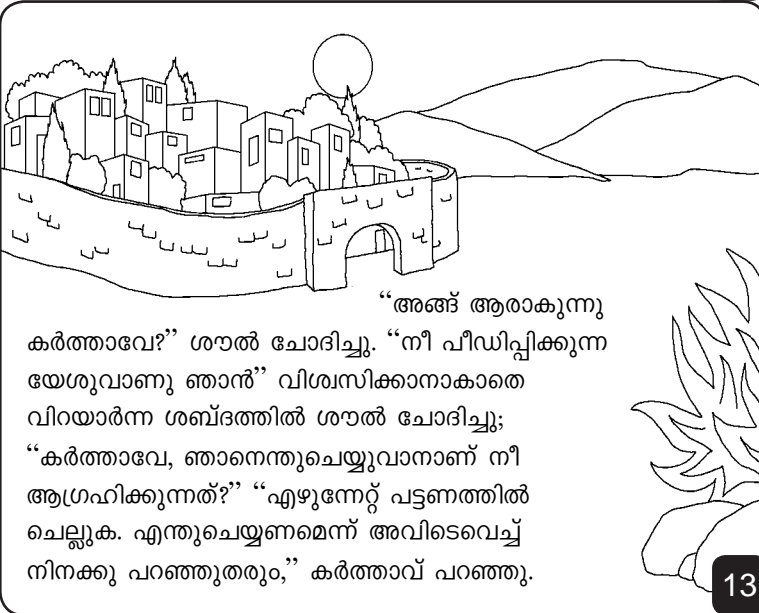 “അങ്ങ് ആരാകുന്നു
കർത്താവേ?” ശൗൽ ചോദിച്ചു. “നീ പീഡിപ്പിക്കുന്ന
യേശുവാണു ഞാൻ” വിശ്വസിക്കാനാകാതെ
വിറയാർന്ന ശബ്ദത്തിൽ ശൗൽ ചോദിച്ചു;
“കർത്താവേ, ഞാനെന്തുചെയ്യുവാനാണ് നീ
ആഗ്രഹിക്കുന്നത്?” “എഴുന്നേറ്റ് പട്ടണത്തിൽ
ചെല്ലുക. എന്തുചെയ്യണമെന്ന് അവിടെവെച്ച്
നിനക്കു പറഞ്ഞുതരും,” കർത്താവ് പറഞ്ഞു.
13